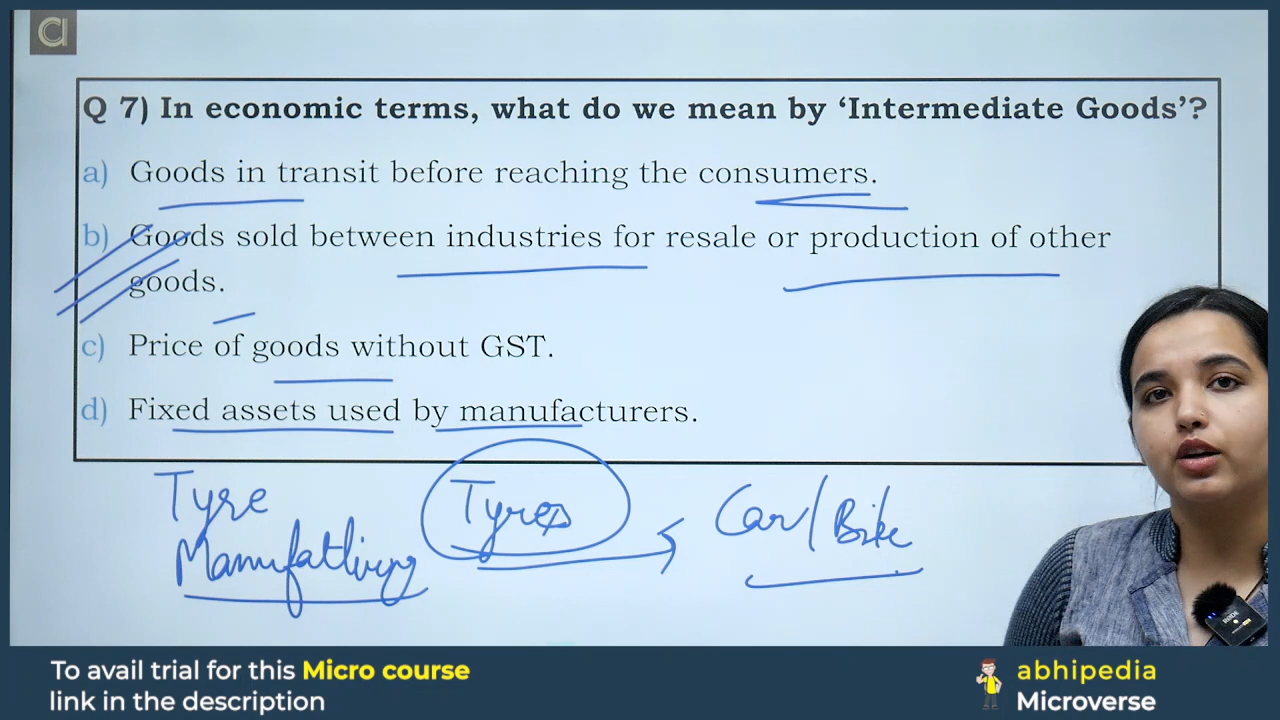 Q 7) In economic terms, what do we mean by ‘Intermediate Goods’?
a) Goods in transit before reaching the consumers.
b) Goods sold between industries for resale or production of other
goods.
c) Price of goods without GST.
d) Fixed assets used by manufacturers.
Tyre Tyres Car/Bike
Manufatliving
To avail trial for this Micro course
link in the description
abhipedia
Microverse